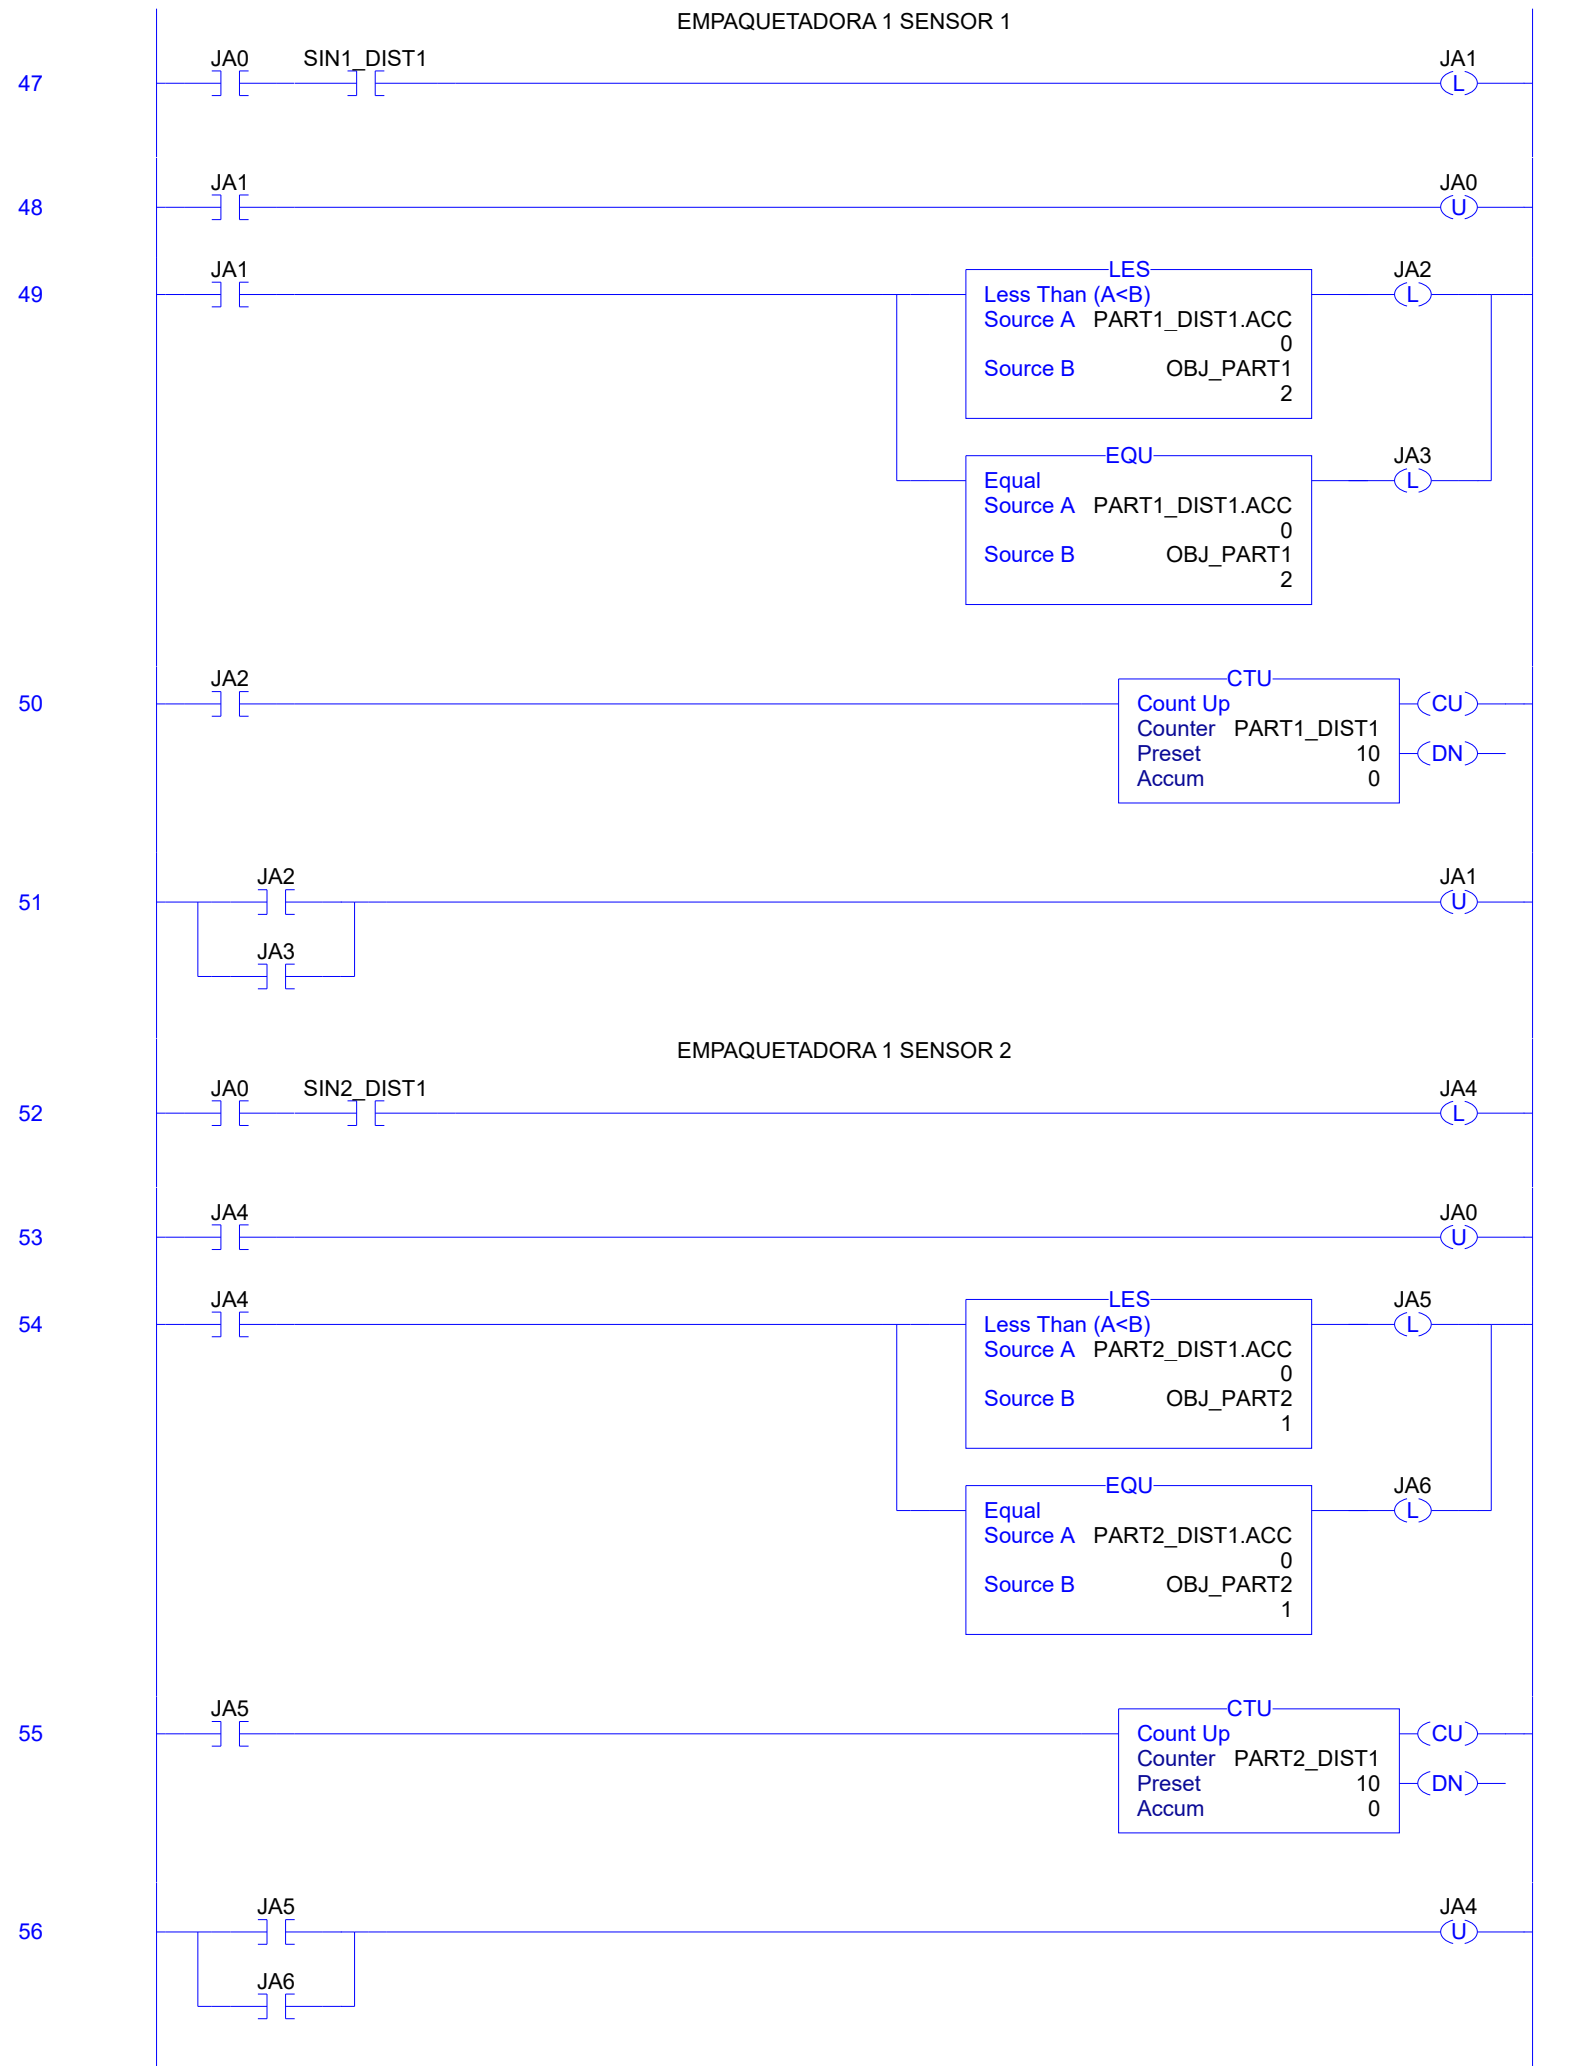 EMPAQUETADORA 1 SENSOR 1
JA0 SIN1_DIST1 JA1
47 L
JA1 JA0
48 U
JA1 LES JA2
49 Less Than (A<B) L
Source A PART1_DIST1.ACC
0
Source B OBJ_PART1
2
EQU JA3
Equal L
Source A PART1_DIST1.ACC
0
Source B OBJ_PART1
2
JA2 CTU
50 Count Up CU
Counter PART1_DIST1
Preset 10 DN
Accum 0
JA2 JA1
51 U
JA3
EMPAQUETADORA 1 SENSOR 2
JA0 SIN2_DIST1 JA4
52 L
JA4 JA0
53 U
JA4 LES JA5
54 Less Than (A<B) L
Source A PART2_DIST1.ACC
0
Source B OBJ_PART2
1
EQU JA6
Equal L
Source A PART2_DIST1.ACC
0
Source B OBJ_PART2
1
JA5 CTU
55 Count Up CU
Counter PART2_DIST1
Preset 10 DN
Accum 0
JA5 JA4
56 U
JA6